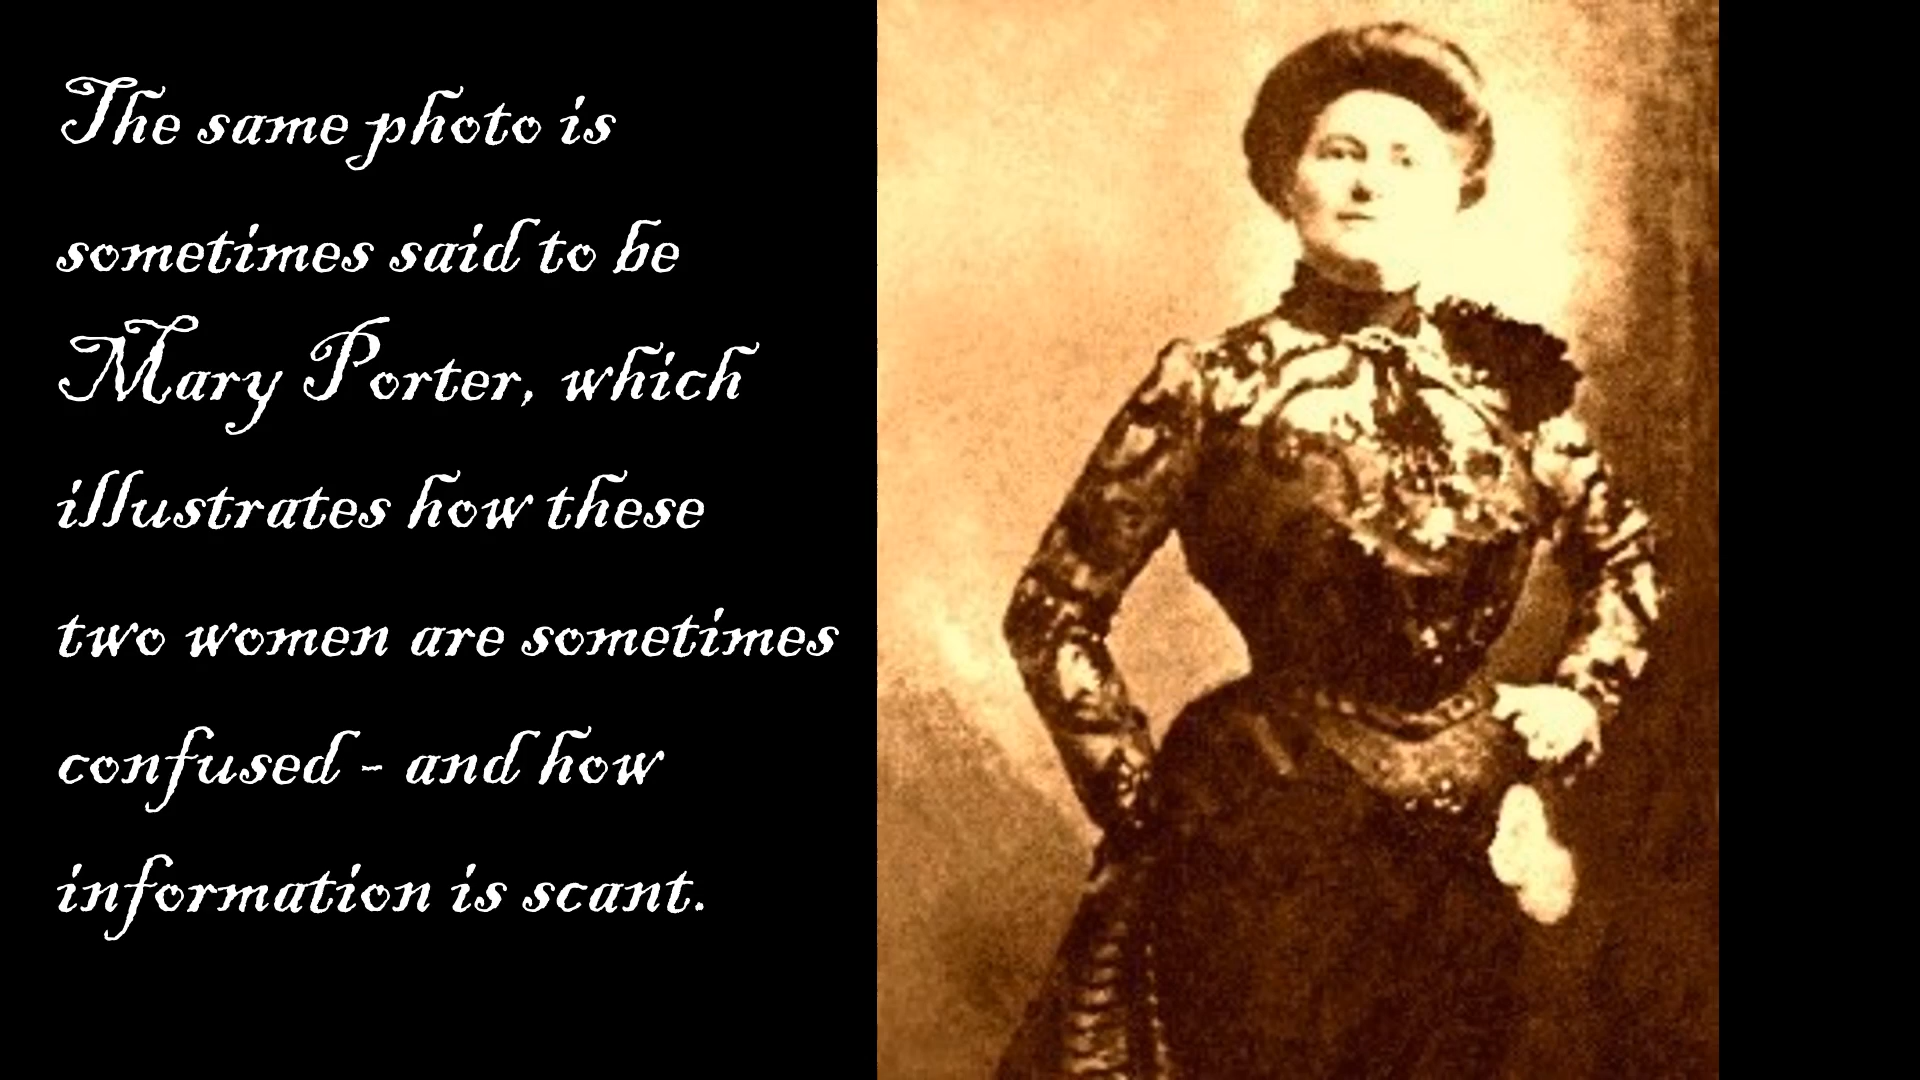 The same photo is
sometimes said to be
Mary Porter, which
illustrates how these
two women are sometimes
confused - and how
information is scant.